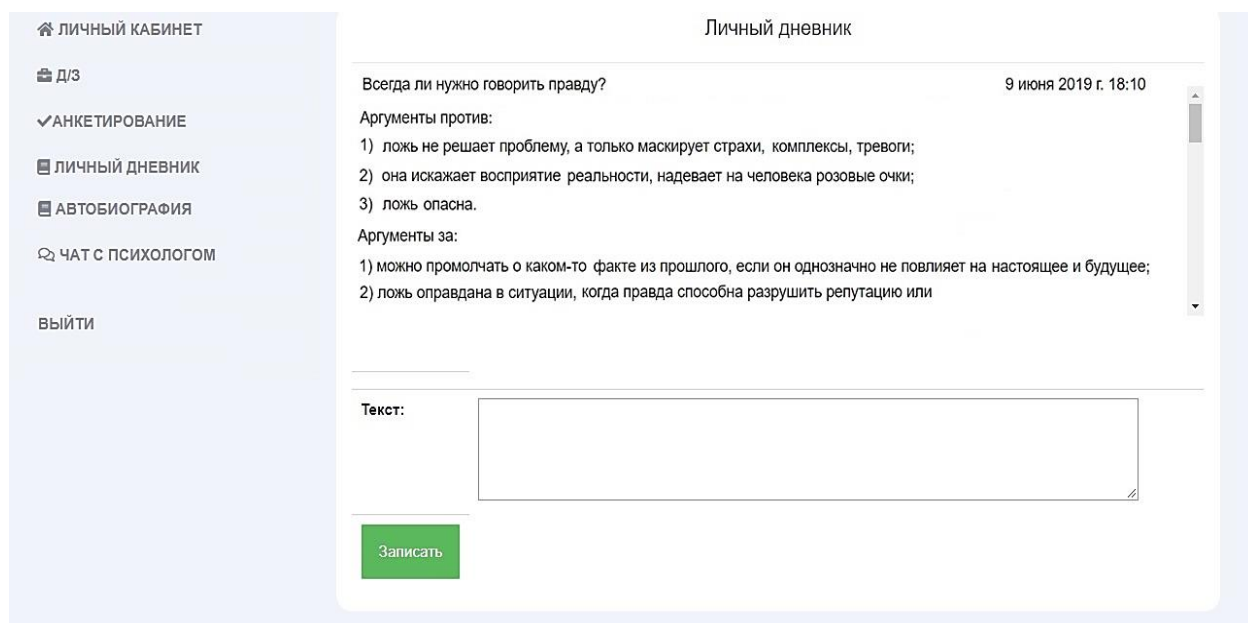 ЛИЧНЫЙ КАБИНЕТ
Д/З
АНКЕТИРОВАНИЕ
ЛИЧНЫЙ ДНЕВНИК
АВТОБИОГРАФИЯ
ЧАТ С ПСИХОЛОГОМ
ВЫЙТИ
Личный дневник
Всегда ли нужно говорить правду? 9 июня 2019 г. 18:10
Аргументы против:
1) ложь не решает проблему, а только маскирует страхи, комплексы, тревоги;
2) она искажает восприятие реальности, надевает на человека розовые очки;
3) ложь опасна.
Аргументы за:
1) можно промолчать о каком-то факте из прошлого, если он однозначно не повлияет на настоящее и будущее;
2) ложь оправдана в ситуации, когда правда способна разрушить репутацию или
Текст:
Записать